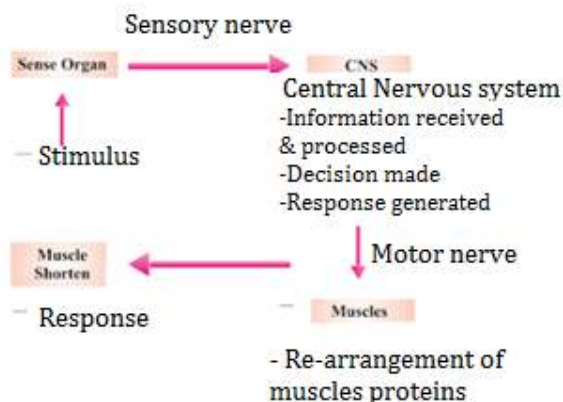 Sensory nerve
Sense Organ
CNS
Central Nervous system
-Information received
& processed
-Decision made
-Response generated
Stimulus
Motor nerve
Muscle
Shorten
Response
Muscles
- Re-arrangement of
muscles proteins